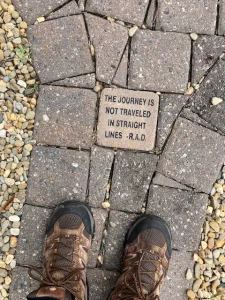 THE JOURNEY IS
NOT TRAVELED
IN STRAIGHT
LINES -R.A.D.